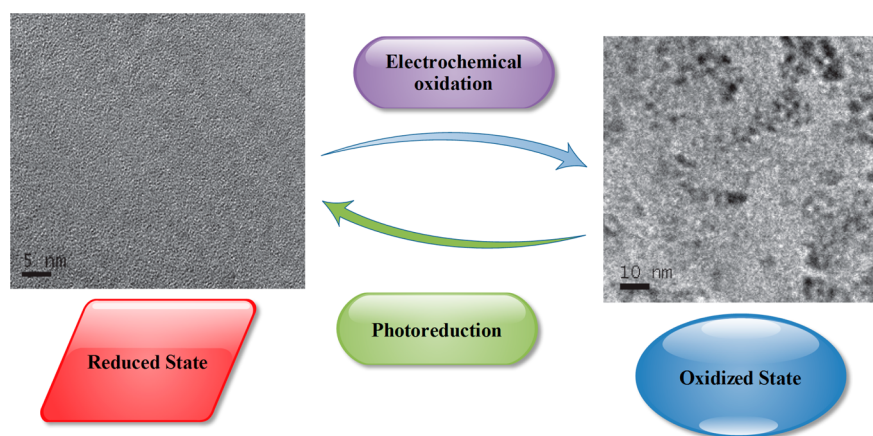 Electrochemical
oxidation
5 nm
10 nm
Photoreduction
Reduced State
Oxidized State